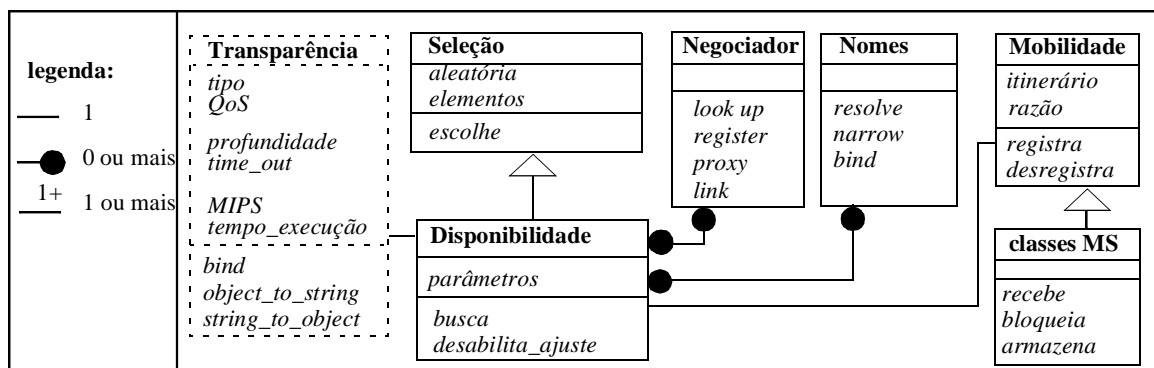 legenda:
1
0 ou mais
1+
1 ou mais
Transparência
tipo
QoS
profundidade
time_out
MIPS
tempo_execução
bind
object_to_string
string_to_object
Seleção
aleatória
elementos
escolhe
Disponibilidade
parâmetros
busca
desabilita_ajuste
Negociador
look up
register
proxy
link
Nomes
resolve
narrow
bind
Mobilidade
itinerário
razão
registra
desregistra
classes MS
recebe
bloqueia
armazena